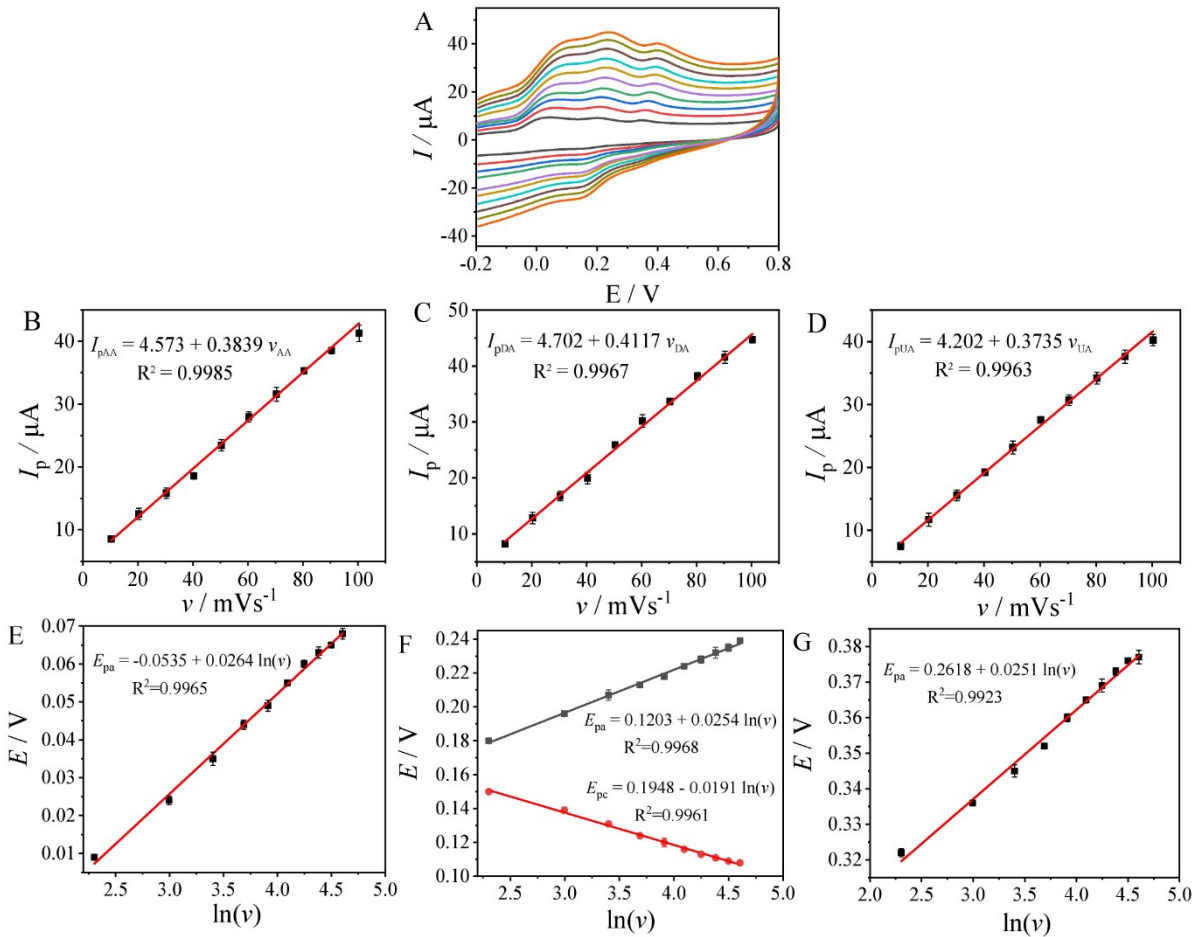 A
40
20
0
-20
-40
I / μA
-0.2 0.0 0.2 0.4 0.6 0.8
E / V
B
I_pAA = 4.573 + 0.3839 v_AA
R² = 0.9985
40
30
20
10
I_p / μA
0 20 40 60 80 100
v / mVs⁻¹
C
I_pDA = 4.702 + 0.4117 v_DA
R² = 0.9967
50
40
30
20
10
I_p / μA
0 20 40 60 80 100
v / mVs⁻¹
D
I_pUA = 4.202 + 0.3735 v_UA
R² = 0.9963
40
30
20
10
I_p / μA
0 20 40 60 80 100
v / mVs⁻¹
E
E_pa = -0.0535 + 0.0264 ln(v)
R²=0.9965
0.07
0.06
0.05
0.04
0.03
0.02
0.01
E / V
2.5 3.0 3.5 4.0 4.5 5.0
ln(v)
F
0.24
0.22
0.20
0.18
0.16
0.14
0.12
0.10
E / V
E_pa = 0.1203 + 0.0254 ln(v)
R²=0.9968
E_pc = 0.1948 - 0.0191 ln(v)
R²=0.9961
2.5 3.0 3.5 4.0 4.5 5.0
ln(v)
G
E_pa = 0.2618 + 0.0251 ln(v)
R²=0.9923
0.38
0.37
0.36
0.35
0.34
0.33
0.32
E / V
2.0 2.5 3.0 3.5 4.0 4.5 5.0
ln(v)